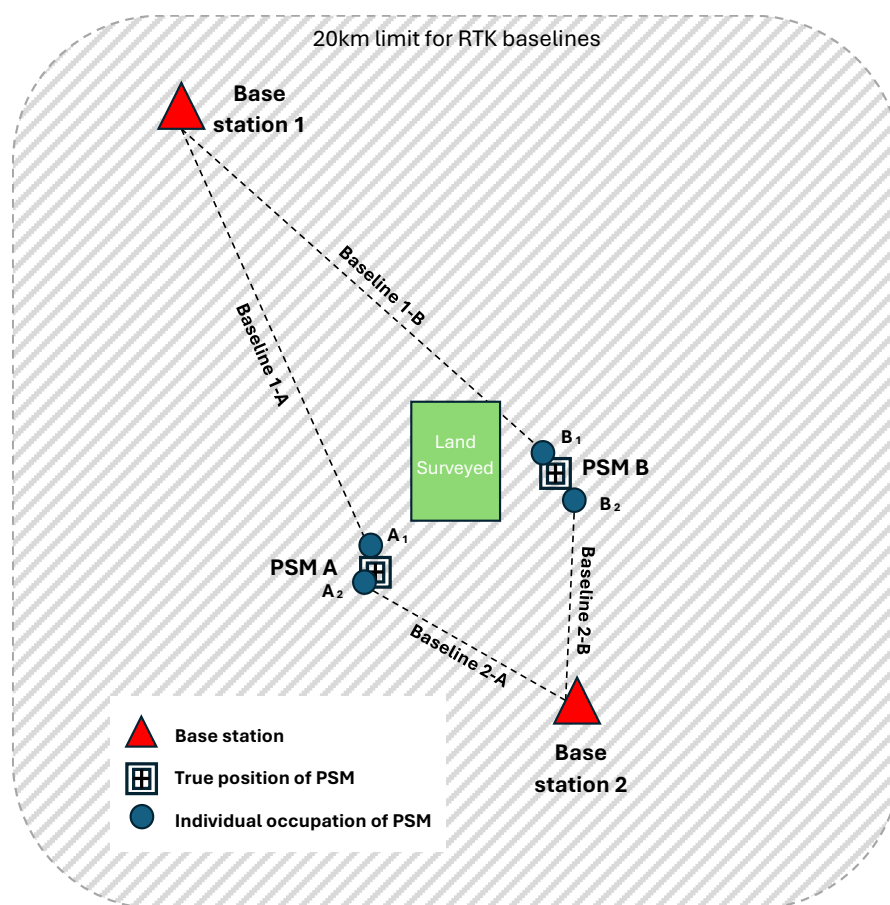 20km limit for RTK baselines
Base
station 1
Baseline 1-B
Baseline 1-A
Land
Surveyed
B₁
PSM B
B₂
A₁
PSM A
A₂
Baseline 2-B
Baseline 2-A
Base station
True position of PSM
Individual occupation of PSM
Base
station 2